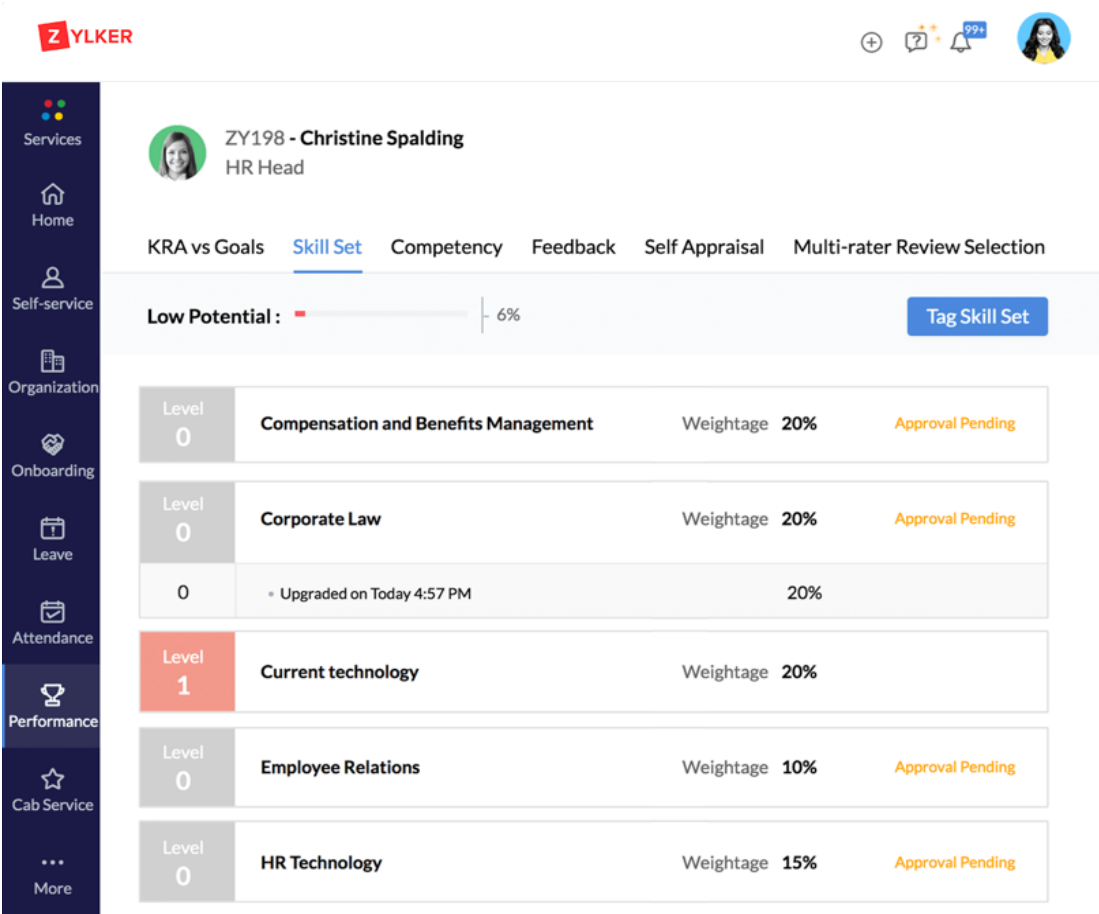 ZYLKER
99+
Services
Home
Self-service
Organization
Onboarding
Leave
Attendance
Performance
Cab Service
More
ZY198 - Christine Spalding
HR Head
KRA vs Goals Skill Set Competency Feedback Self Appraisal Multi-rater Review Selection
Low Potential : 6% Tag Skill Set
Level
0
Compensation and Benefits Management Weightage 20% Approval Pending
Level
0
Corporate Law Weightage 20% Approval Pending
0 • Upgraded on Today 4:57 PM 20%
Level
1
Current technology Weightage 20%
Level
0
Employee Relations Weightage 10% Approval Pending
Level
0
HR Technology Weightage 15% Approval Pending